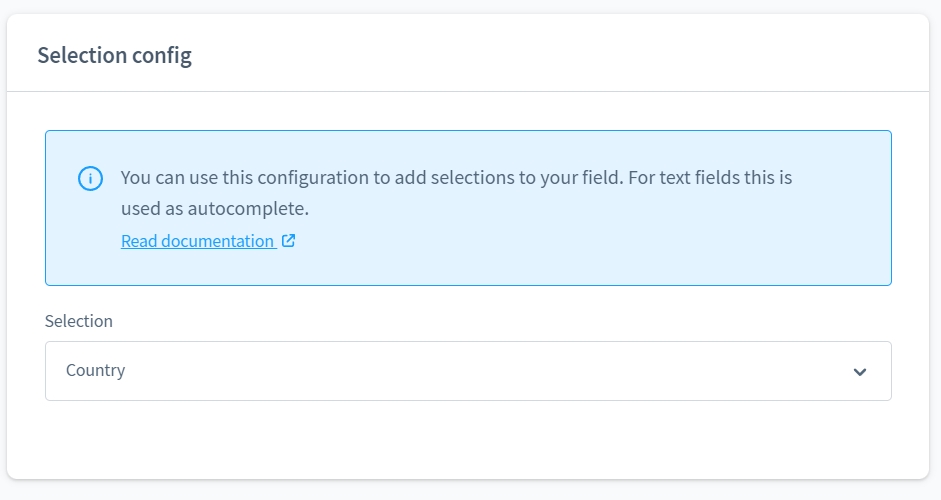 Selection config
You can use this configuration to add selections to your field. For text fields this is
used as autocomplete.
Read documentation
Selection
Country